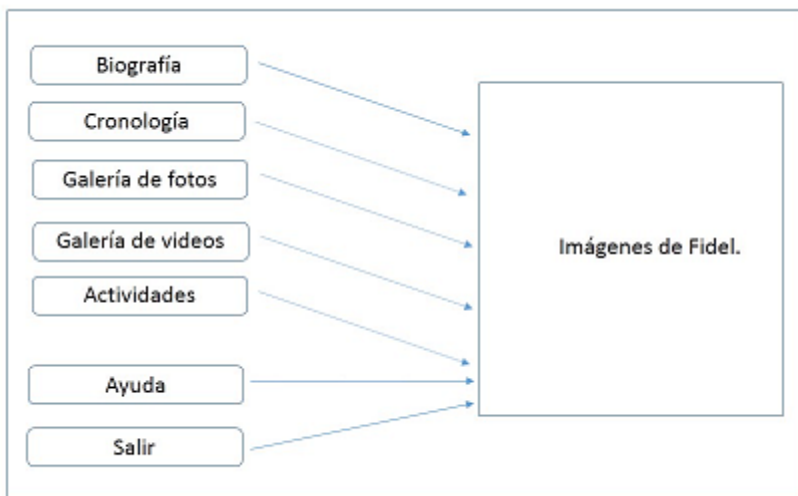 Biografía
Cronología
Galería de fotos
Galería de videos
Actividades
Ayuda
Salir
Imágenes de Fidel.